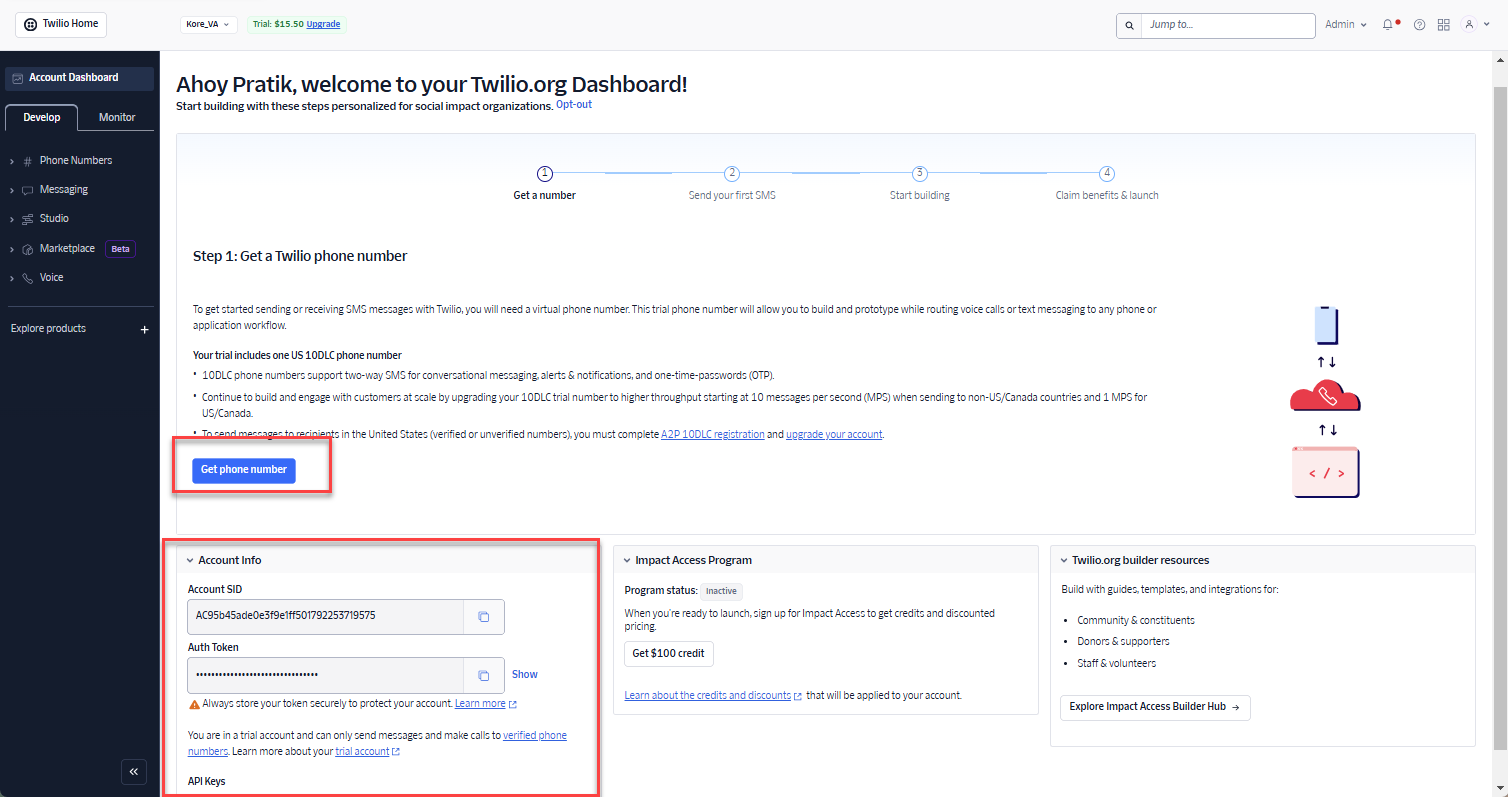 Twilio Home
Kore_VA
Trial: $15.50 Upgrade
Jump to...
Admin
Account Dashboard
Develop
Monitor
Phone Numbers
Messaging
Studio
Marketplace Beta
Voice
Explore products +
Ahoy Pratik, welcome to your Twilio.org Dashboard!
Start building with these steps personalized for social impact organizations. Opt-out
1
2
3
4
Get a number
Send your first SMS
Start building
Claim benefits & launch
Step 1: Get a Twilio phone number
To get started sending or receiving SMS messages with Twilio, you will need a virtual phone number. This trial phone number will allow you to build and prototype while routing voice calls or text messaging to any phone or
application workflow.
Your trial includes one US 10DLC phone number
10DLC phone numbers support two-way SMS for conversational messaging, alerts & notifications, and one-time-passwords (OTP).
Continue to build and engage with customers at scale by upgrading your 10DLC trial number to higher throughput starting at 10 messages per second (MPS) when sending to non-US/Canada countries and 1 MPS for
US/Canada.
To send messages to recipients in the United States (verified or unverified numbers), you must complete A2P 10DLC registration and upgrade your account.
Get phone number
< / >
Account Info
Account SID
AC95b45ade0e3f9e1ff501792253719575
Auth Token
•••••••••••••••••••••••••••••••• Show
Always store your token securely to protect your account. Learn more
You are in a trial account and can only send messages and make calls to verified phone
numbers. Learn more about your trial account
API Keys
Impact Access Program
Program status: Inactive
When you're ready to launch, sign up for Impact Access to get credits and discounted
pricing.
Get $100 credit
Learn about the credits and discounts that will be applied to your account.
Twilio.org builder resources
Build with guides, templates, and integrations for:
Community & constituents
Donors & supporters
Staff & volunteers
Explore Impact Access Builder Hub →